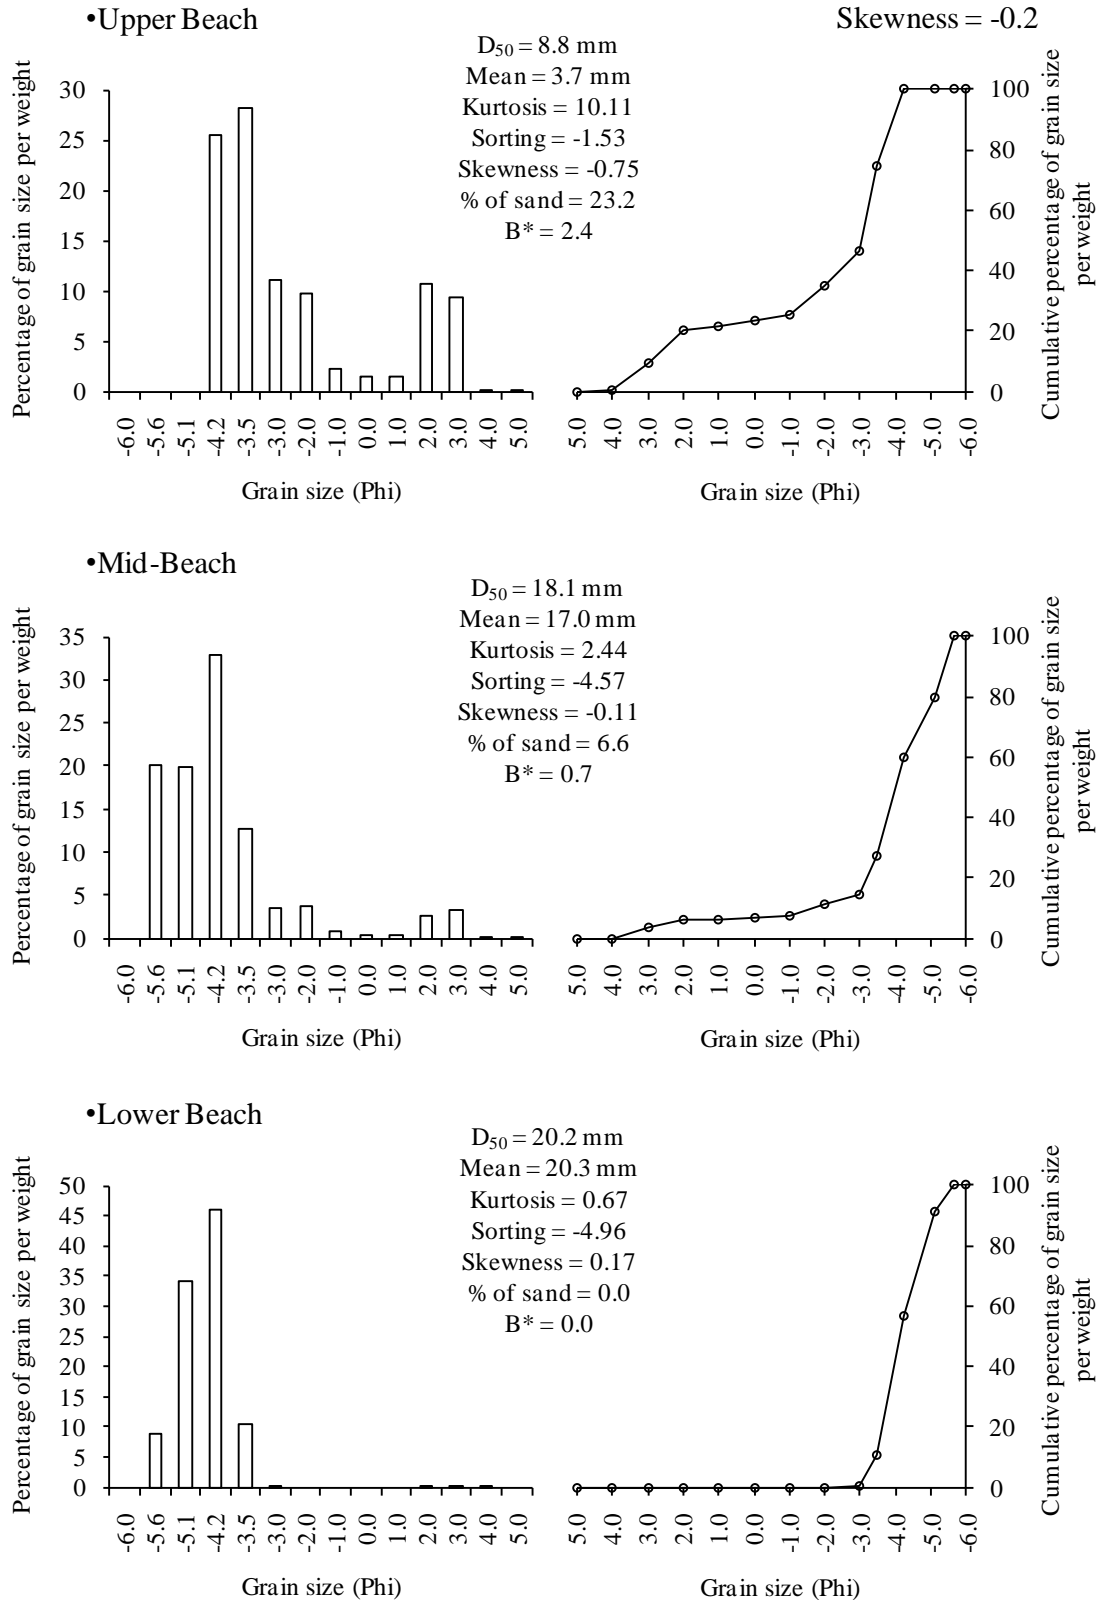 •Upper Beach
Skewness = -0.2
D50 = 8.8 mm
Mean = 3.7 mm
Kurtosis = 10.11
Sorting = -1.53
Skewness = -0.75
% of sand = 23.2
B* = 2.4
Percentage of grain size per weight
30
25
20
15
10
5
0
-6.0 -5.6 -5.1 -4.2 -3.5 -3.0 -2.0 -1.0 0.0 1.0 2.0 3.0 4.0 5.0
Grain size (Phi)
Cumulative percentage of grain size
per weight
100
80
60
40
20
0
5.0 4.0 3.0 2.0 1.0 0.0 -1.0 -2.0 -3.0 -4.0 -5.0 -6.0
Grain size (Phi)
•Mid-Beach
D50 = 18.1 mm
Mean = 17.0 mm
Kurtosis = 2.44
Sorting = -4.57
Skewness = -0.11
% of sand = 6.6
B* = 0.7
Percentage of grain size per weight
35
30
25
20
15
10
5
0
-6.0 -5.6 -5.1 -4.2 -3.5 -3.0 -2.0 -1.0 0.0 1.0 2.0 3.0 4.0 5.0
Grain size (Phi)
Cumulative percentage of grain size
per weight
100
80
60
40
20
0
5.0 4.0 3.0 2.0 1.0 0.0 -1.0 -2.0 -3.0 -4.0 -5.0 -6.0
Grain size (Phi)
•Lower Beach
D50 = 20.2 mm
Mean = 20.3 mm
Kurtosis = 0.67
Sorting = -4.96
Skewness = 0.17
% of sand = 0.0
B* = 0.0
Percentage of grain size per weight
50
45
40
35
30
25
20
15
10
5
0
-6.0 -5.6 -5.1 -4.2 -3.5 -3.0 -2.0 -1.0 0.0 1.0 2.0 3.0 4.0 5.0
Grain size (Phi)
Cumulative percentage of grain size
per weight
100
80
60
40
20
0
5.0 4.0 3.0 2.0 1.0 0.0 -1.0 -2.0 -3.0 -4.0 -5.0 -6.0
Grain size (Phi)